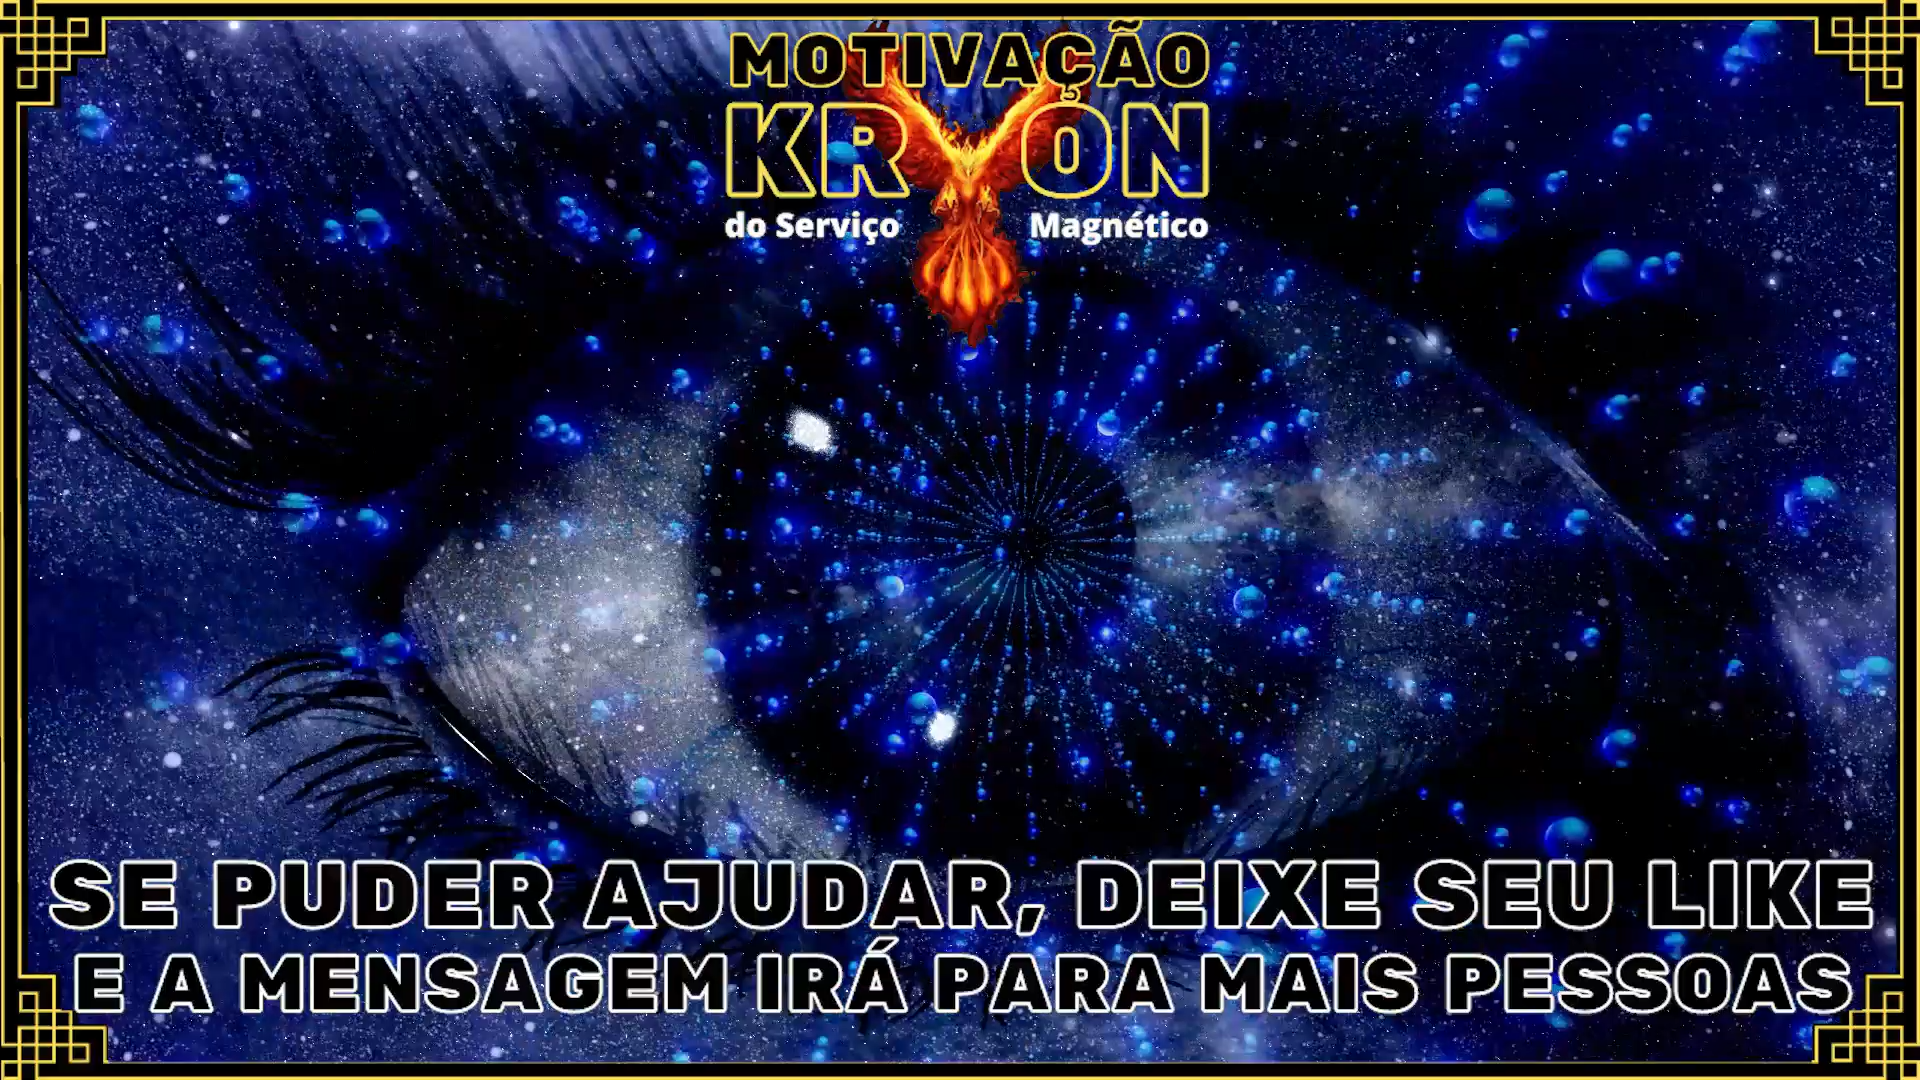 MOTIVAÇÃO
KRYON
do Serviço Magnético
SE PUDER AJUDAR, DEIXE SEU LIKE
E A MENSAGEM IRÁ PARA MAIS PESSOAS